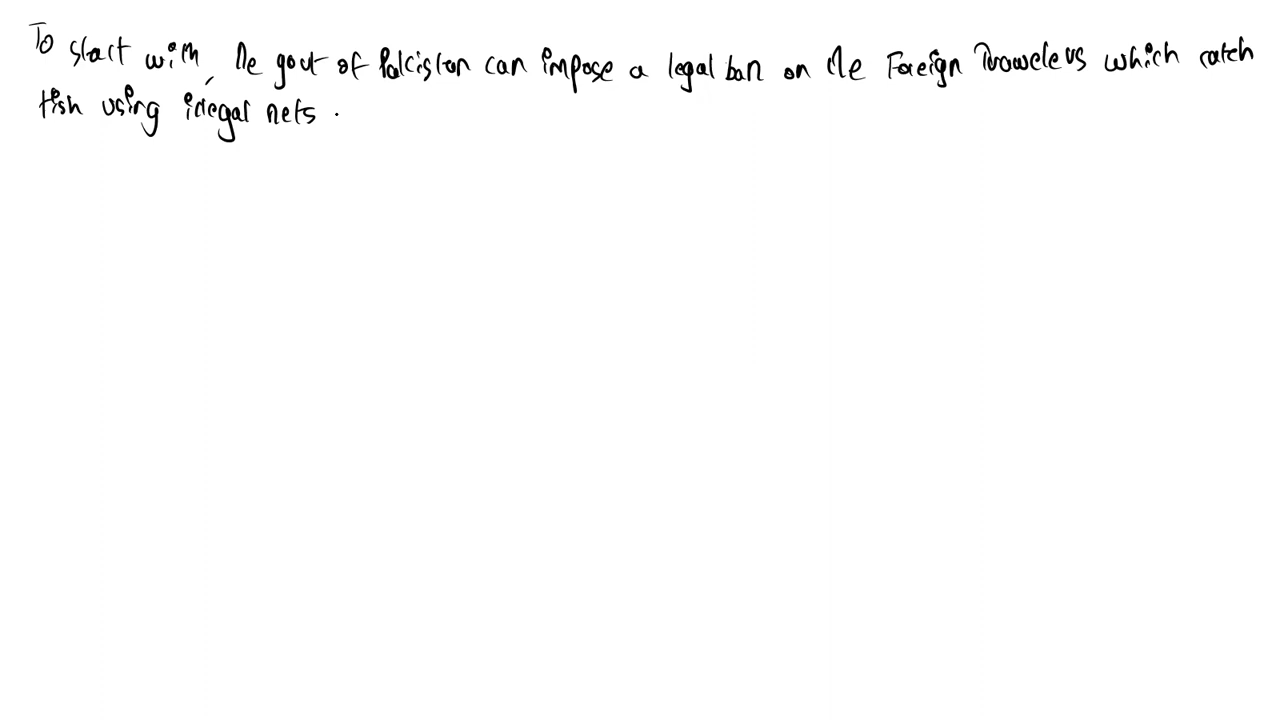 To start with, the govt of Pakistan can impose a legal ban on the Foreign Trawelers which catch
fish using illegal nets.